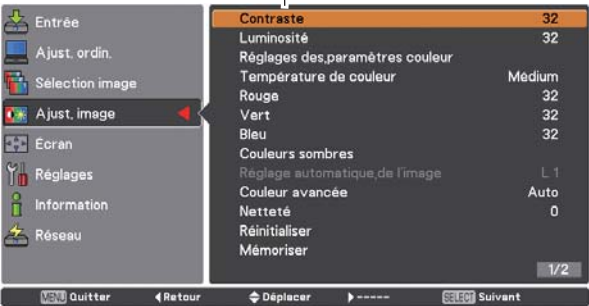 Entrée
Ajust. ordin.
Sélection image
Ajust. image
Écran
Réglages
Information
Réseau
Contraste 32
Luminosité 32
Réglages des,paramètres couleur
Température de couleur Médium
Rouge 32
Vert 32
Bleu 32
Couleurs sombres
Réglage automatique,de l'image L 1
Couleur avancée Auto
Netteté 0
Réinitialiser
Mémoriser
1/2
MENU Quitter Retour Déplacer ----- SELECT Suivant